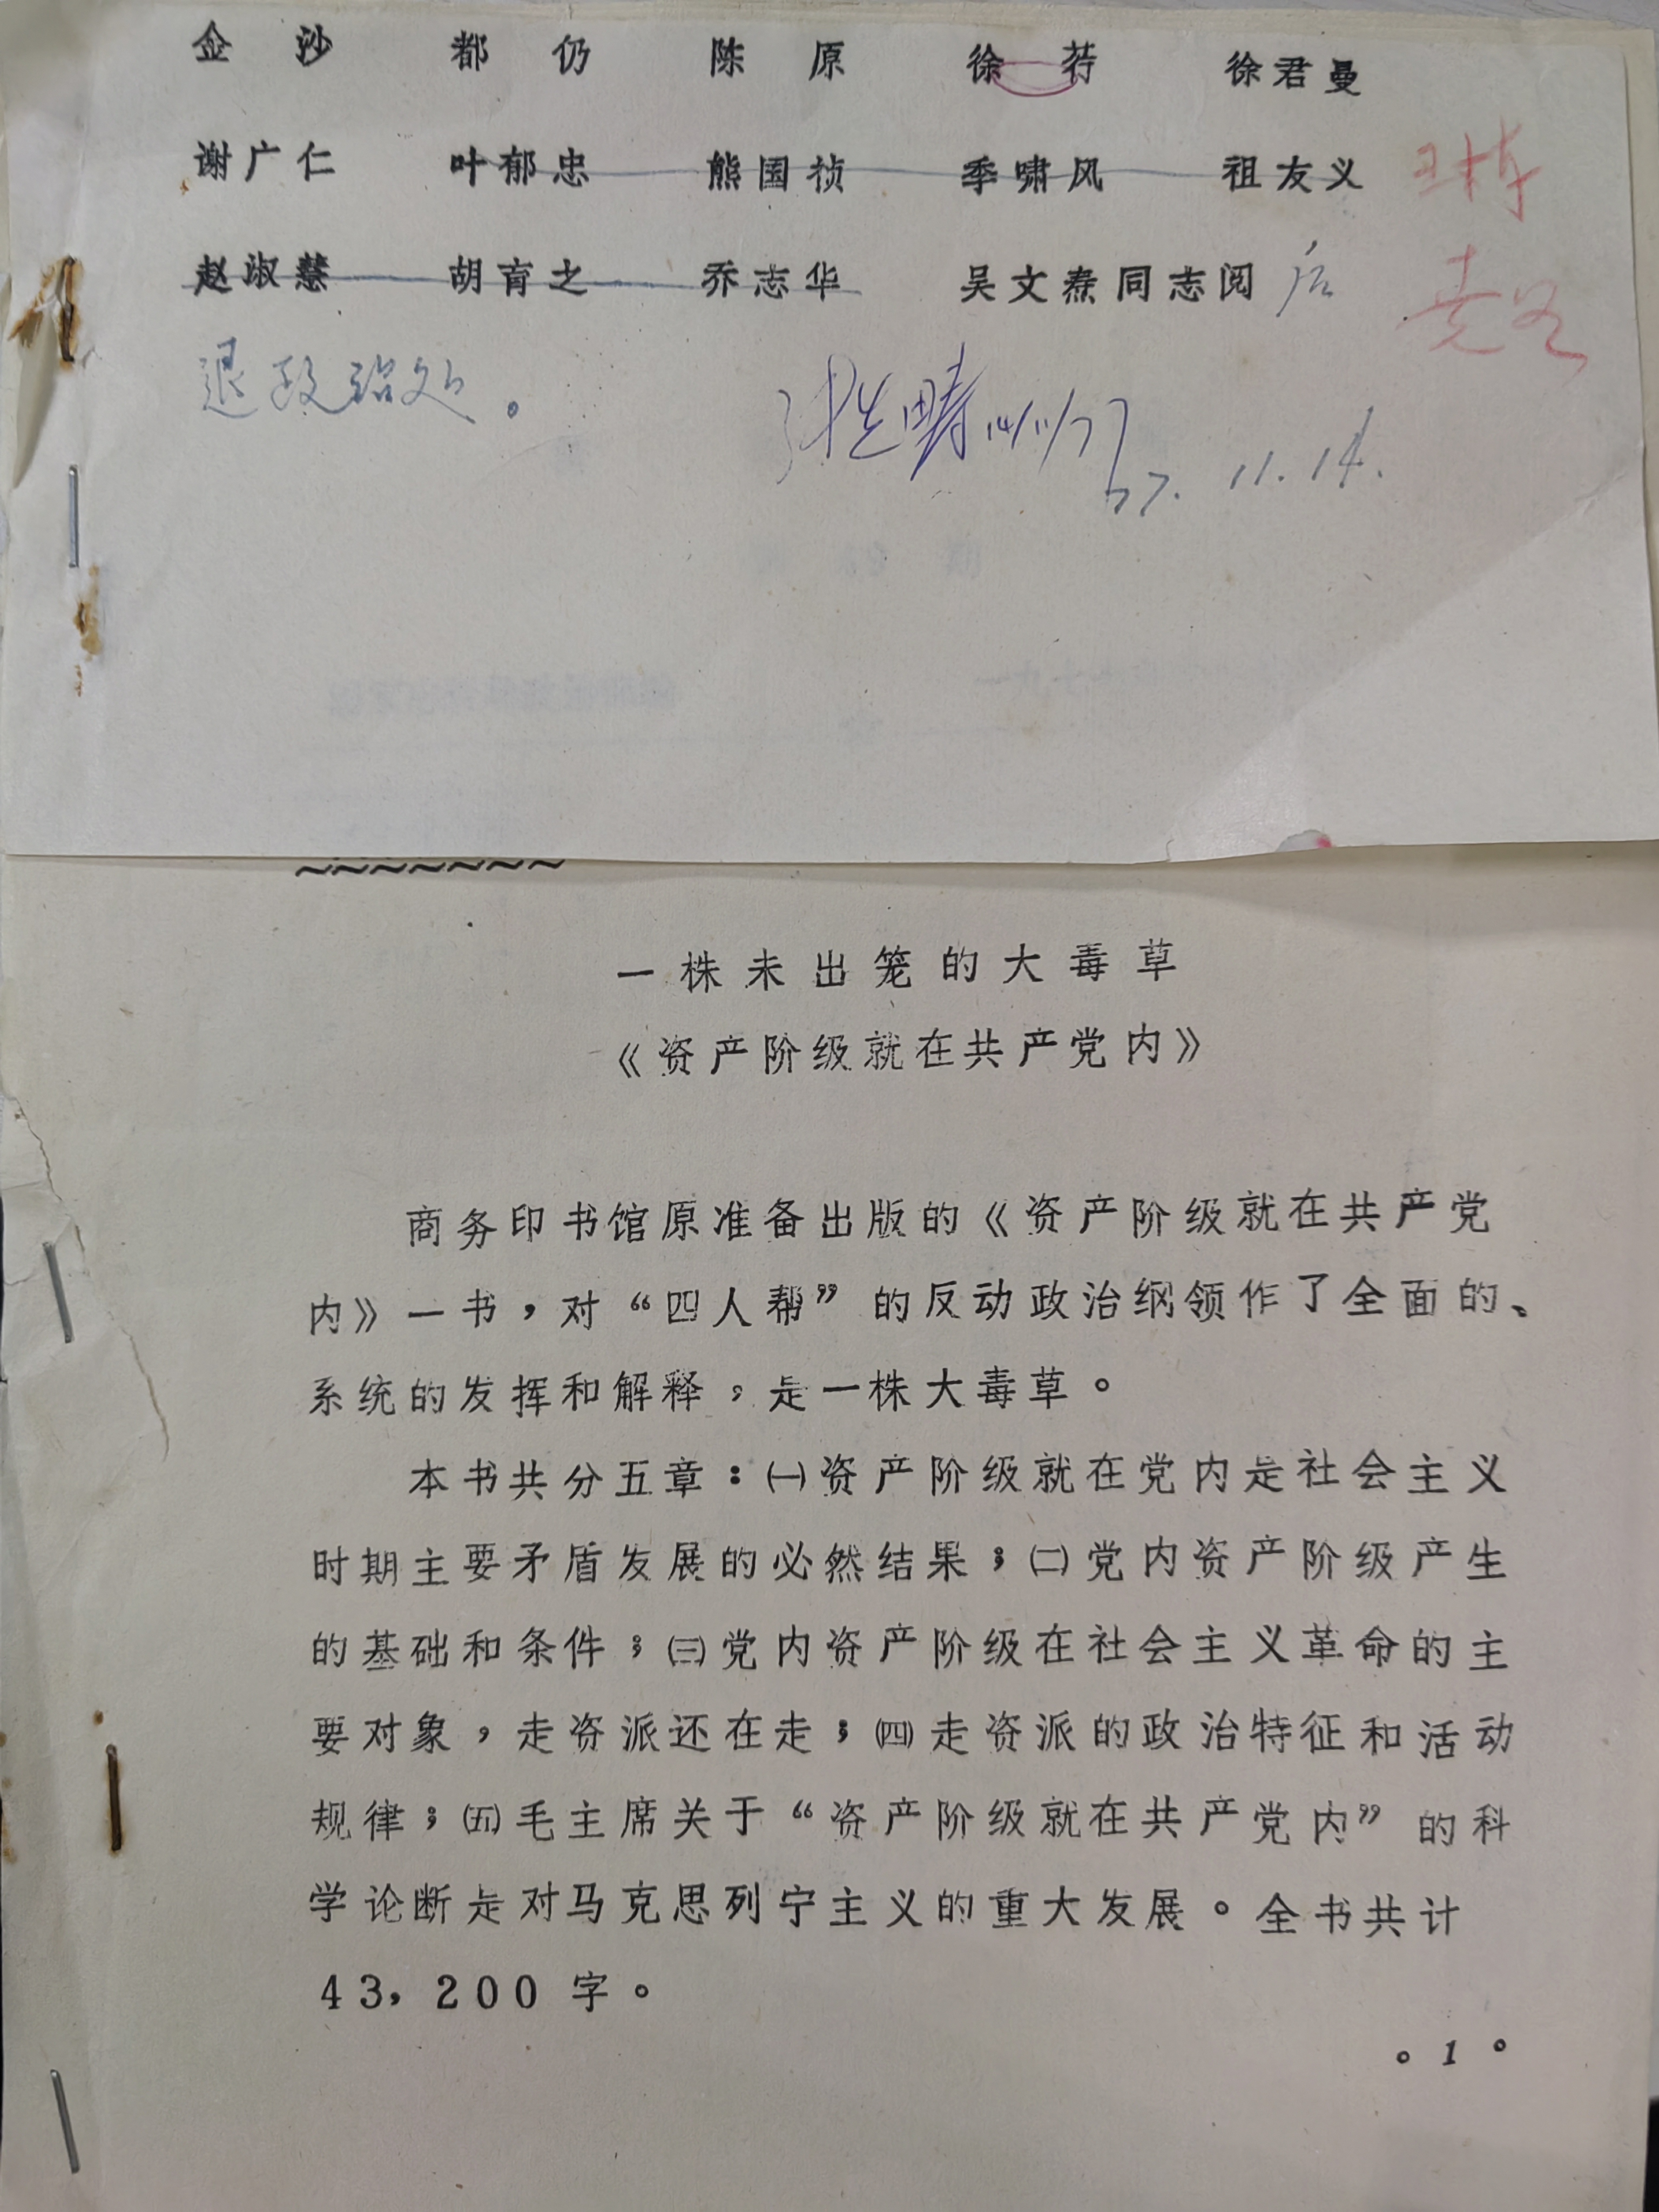 金沙 都仍 陈原 徐荇 徐君曼
谢广仁 叶郁忠 熊国祯 季啸风 祖友义
赵淑慧 胡育之 乔志华 吴文焘同志阅后
退政治处。
14/11/77
77.11.14.
一株未出笼的大毒草
《资产阶级就在共产党内》
商务印书馆原准备出版的《资产阶级就在共产党
内》一书，对“四人帮”的反动政治纲领作了全面的、
系统的发挥和解释，是一株大毒草。
本书共分五章：㈠资产阶级就在党内是社会主义
时期主要矛盾发展的必然结果；㈡党内资产阶级产生
的基础和条件；㈢党内资产阶级在社会主义革命的主
要对象，走资派还在走；㈣走资派的政治特征和活动
规律；㈤毛主席关于“资产阶级就在共产党内”的科
学论断是对马克思列宁主义的重大发展。全书共计
43，200字。
。1。